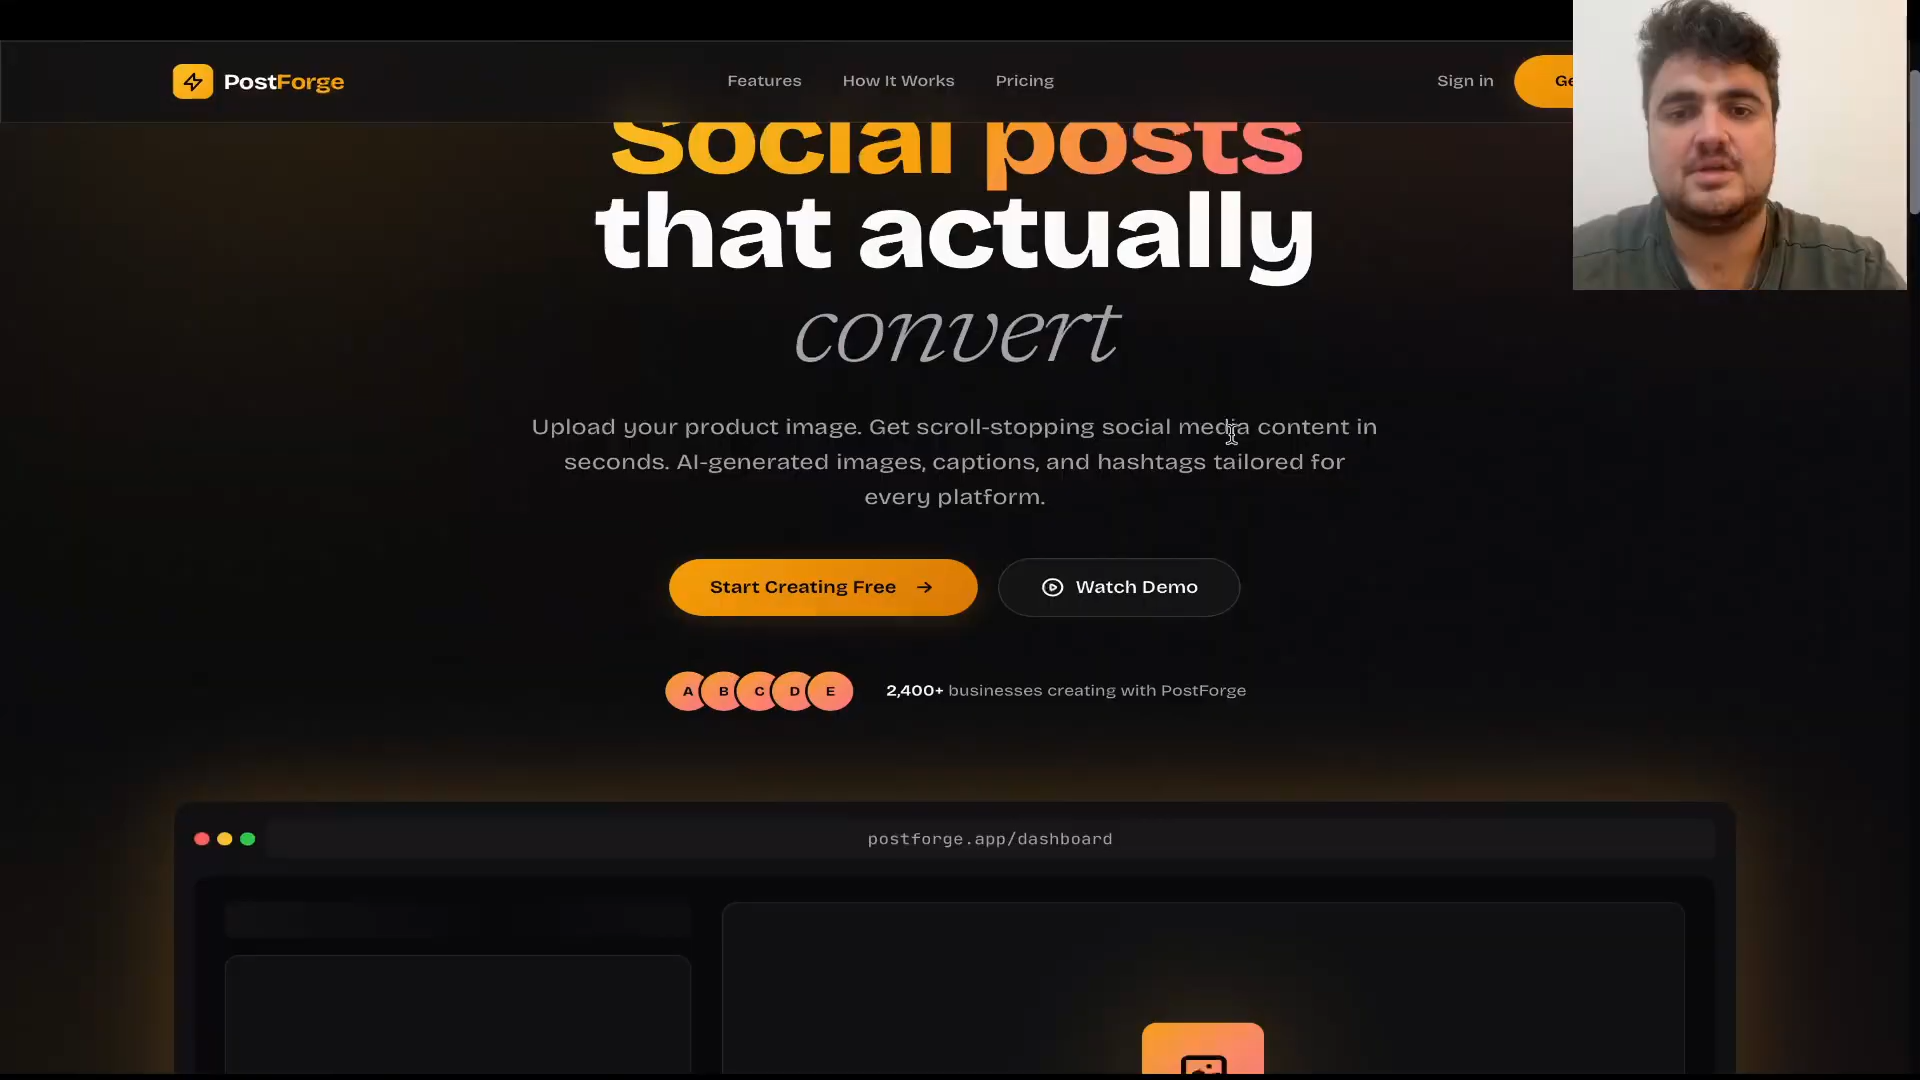 PostForge
Features
How It Works
Pricing
Sign in
Social posts
that actually
convert
Upload your product image. Get scroll-stopping social media content in
seconds. AI-generated images, captions, and hashtags tailored for
every platform.
Start Creating Free
Watch Demo
A B C D E
2,400+ businesses creating with PostForge
postforge.app/dashboard